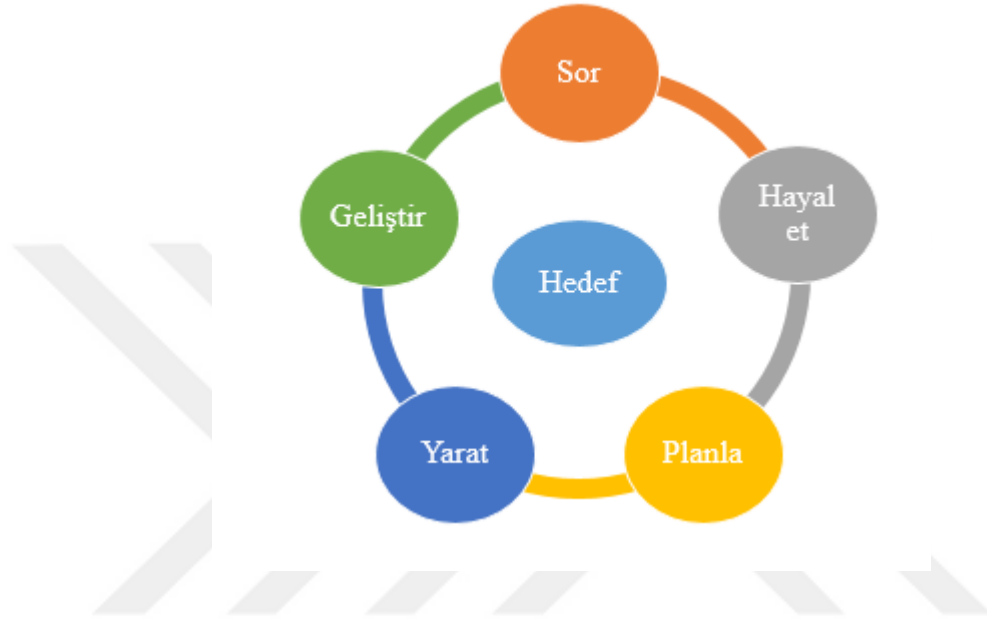 Sor
Hayal
et
Planla
Yarat
Geliştir
Hedef